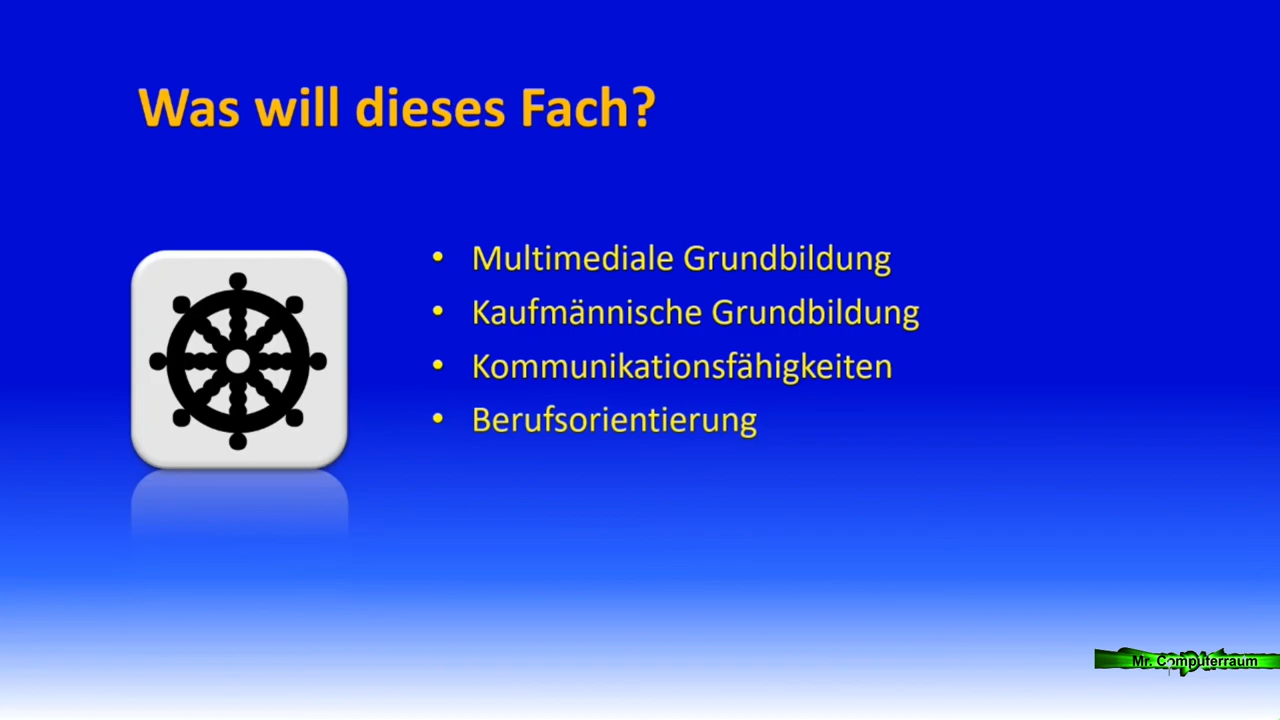 Was will dieses Fach?
• Multimediale Grundbildung
• Kaufmännische Grundbildung
• Kommunikationsfähigkeiten
• Berufsorientierung
Mr. Computerraum